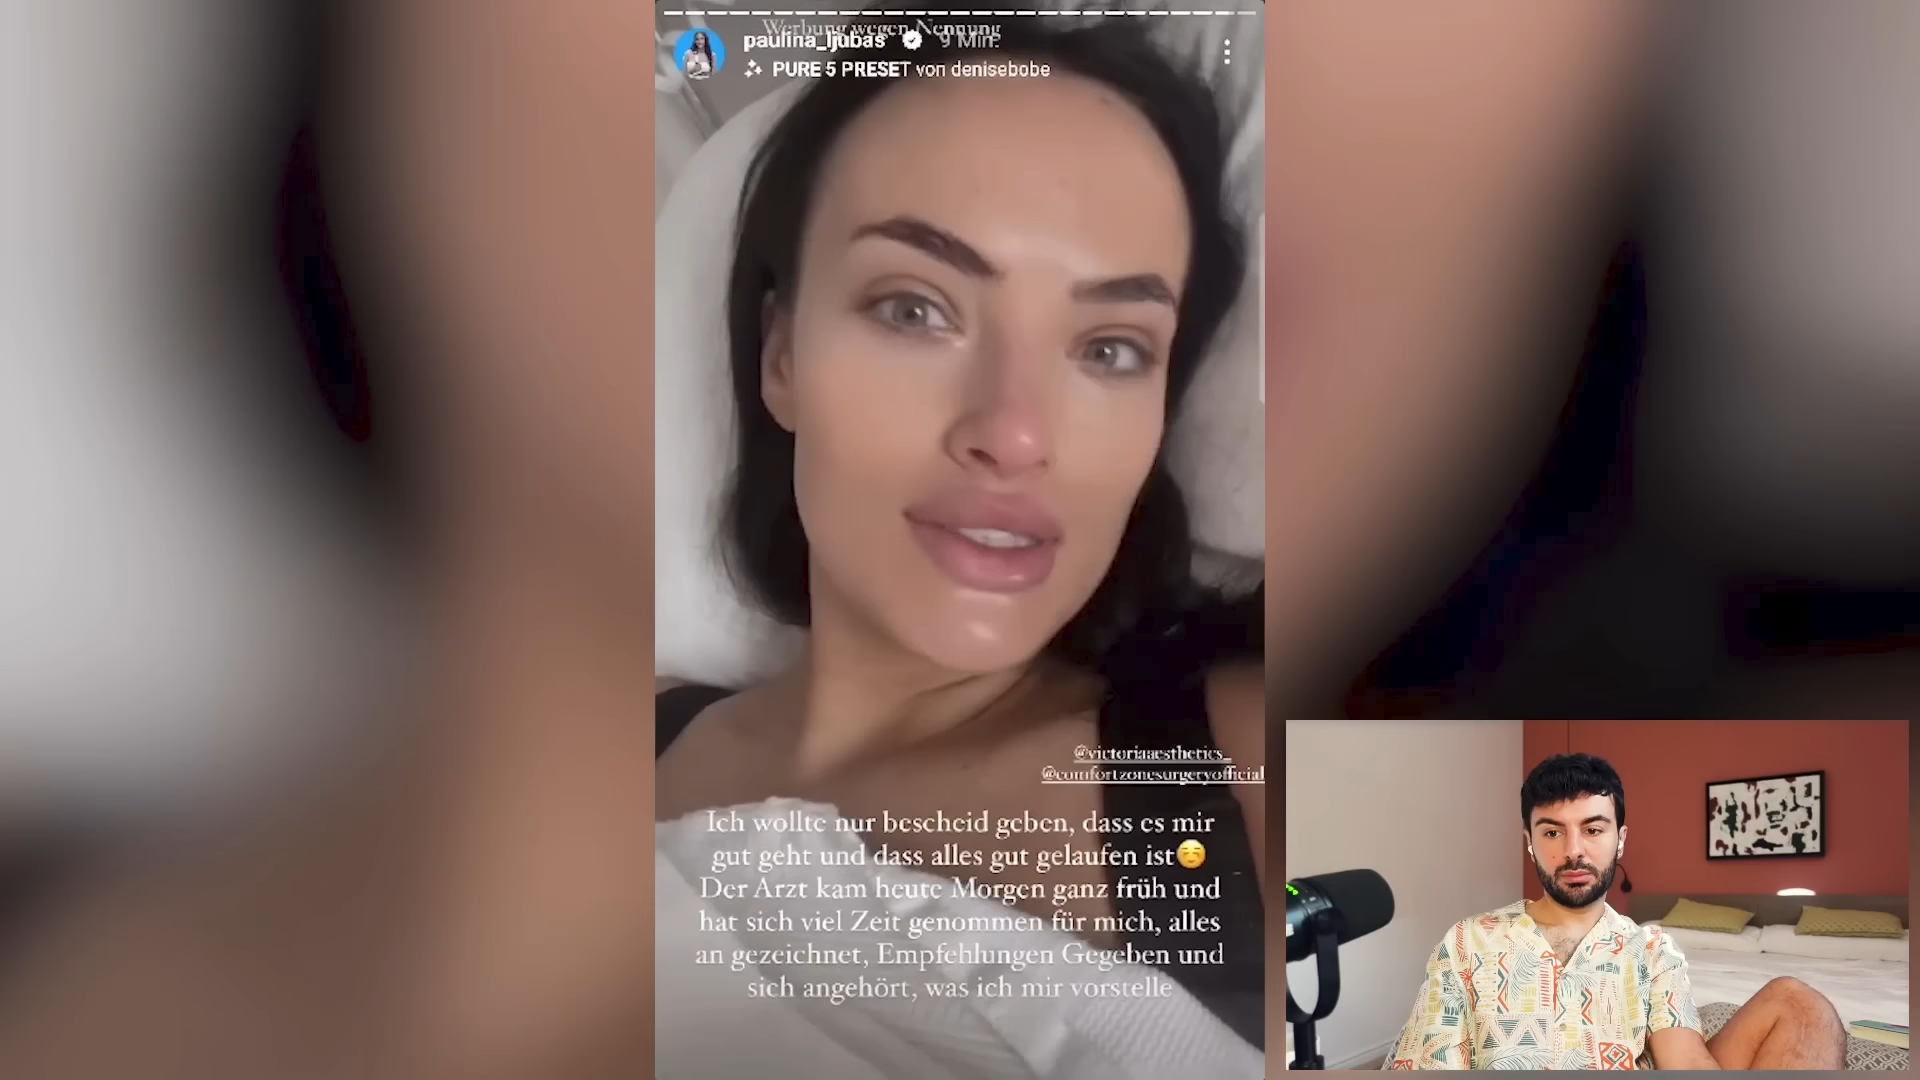 Werbung wegen Nennung
paulina_ljubas 9 Min.
PURE 5 PRESET von denisebobe
@victoriaaesthetics_
@comfortzonesurgeryofficial
Ich wollte nur bescheid geben, dass es mir
gut geht und dass alles gut gelaufen ist☺️
Der Arzt kam heute Morgen ganz früh und
hat sich viel Zeit genommen für mich, alles
an gezeichnet, Empfehlungen Gegeben und
sich angehört, was ich mir vorstelle